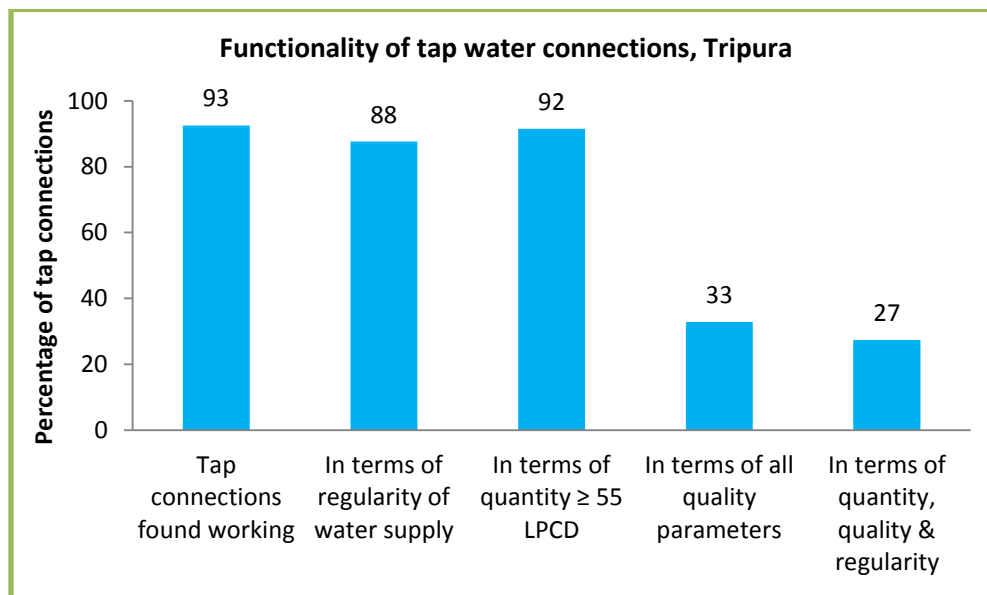 Functionality of tap water connections, Tripura
Percentage of tap connections
100
80
60
40
20
0
93
88
92
33
27
Tap
connections
found working
In terms of
regularity of
water supply
In terms of
quantity ≥ 55
LPCD
In terms of all
quality
parameters
In terms of
quantity,
quality &
regularity